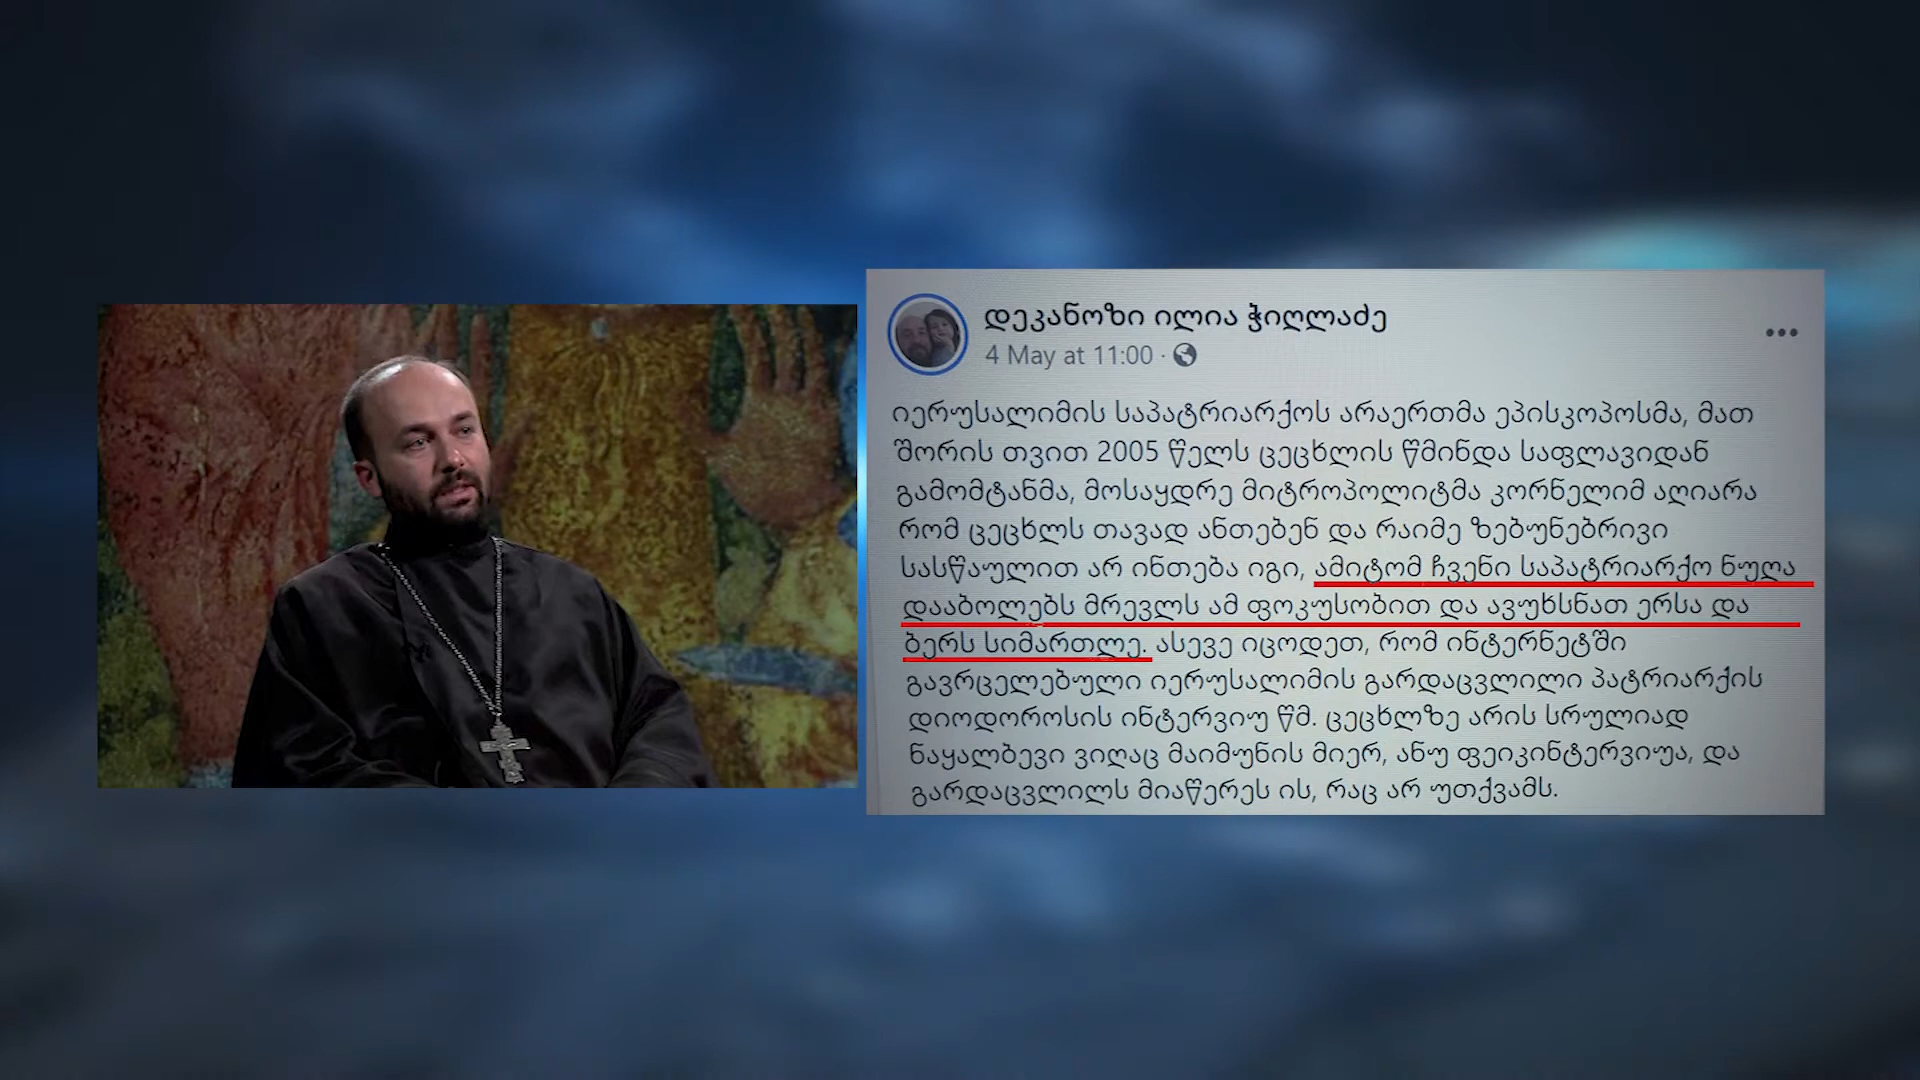 დეკანოზი ილია ჭიღლაძე
4 May at 11:00 ·
იერუსალიმის საპატრიარქოს არაერთმა ეპისკოპოსმა, მათ
შორის თვით 2005 წელს ცეცხლის წმინდა საფლავიდან
გამომტანმა, მოსაყდრე მიტროპოლიტმა კორნელიმ აღიარა
რომ ცეცხლს თავად ანთებენ და რაიმე ზებუნებრივი
სასწაულით არ ინთება იგი, ამიტომ ჩვენი საპატრიარქო ნუღა
დააბოლებს მრევლს ამ ფოკუსობით და ავუხსნათ ერსა და
ბერს სიმართლე. ასევე იცოდეთ, რომ ინტერნეტში
გავრცელებული იერუსალიმის გარდაცვლილი პატრიარქის
დიოდოროსის ინტერვიუ წმ. ცეცხლზე არის სრულიად
ნაყალბევი ვიღაც მაიმუნის მიერ, ანუ ფეიკინტერვიუა, და
გარდაცვლილს მიაწერეს ის, რაც არ უთქვამს.